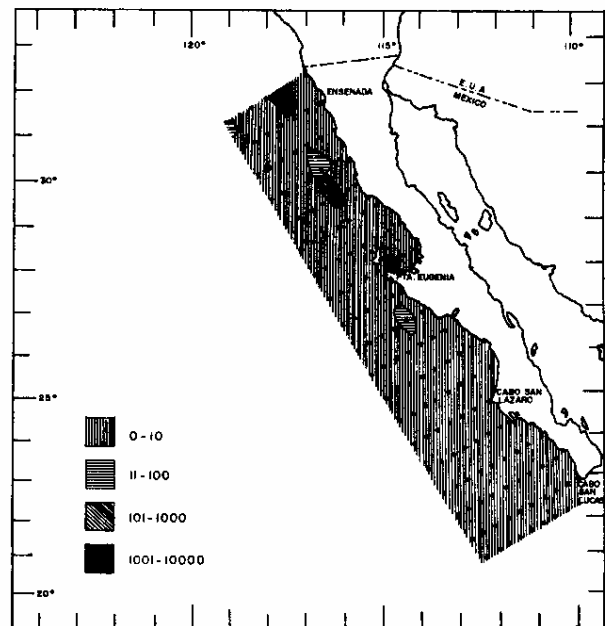 120°
115°
110°
E.U.A
MEXICO
ENSENADA
30°
PTA. EUGENIA
25°
CABO SAN
LAZARO
0-10
11-100
101-1000
1001-10000
CABO
SAN
LUCAS
20°